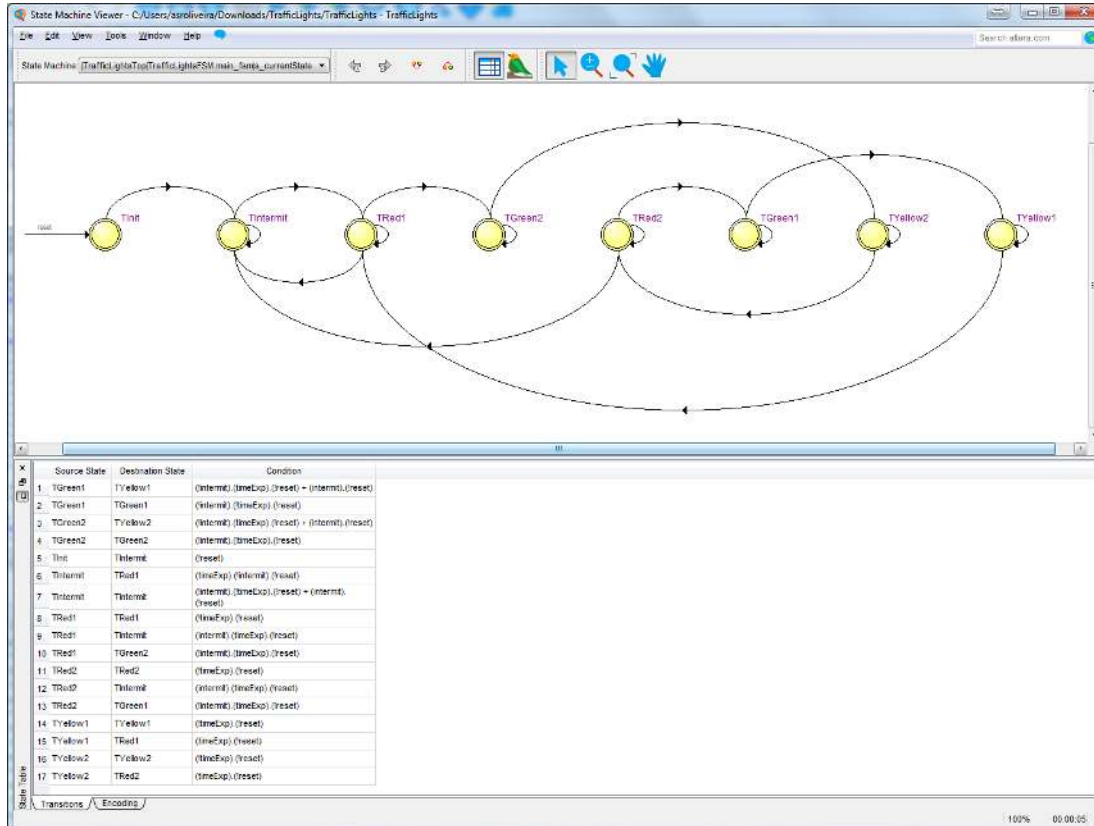 State Machine Viewer - C:/Users/asroliveira/Downloads/TrafficLights/TrafficLights - TrafficLights
File Edit View Tools Window Help
Search altera.com
State Machine: |TrafficLightsTop|TrafficLightsFSM:main_fsm|s_currentState
reset
TInit
TIntermit
TRed1
TGreen2
TRed2
TGreen1
TYellow2
TYellow1
Source State Destination State Condition
1 TGreen1 TYellow1 (!intermit).(timeExp).(!reset) + (intermit).(!reset)
2 TGreen1 TGreen1 (!intermit).(!timeExp).(!reset)
3 TGreen2 TYellow2 (!intermit).(timeExp).(!reset) + (intermit).(!reset)
4 TGreen2 TGreen2 (!intermit).(!timeExp).(!reset)
5 TInit TIntermit (!reset)
6 TIntermit TRed1 (timeExp).(!intermit).(!reset)
7 TIntermit TIntermit (!intermit).(!timeExp).(!reset) + (intermit).
(!reset)
8 TRed1 TRed1 (!timeExp).(!reset)
9 TRed1 TIntermit (intermit).(timeExp).(!reset)
10 TRed1 TGreen2 (!intermit).(timeExp).(!reset)
11 TRed2 TRed2 (!timeExp).(!reset)
12 TRed2 TIntermit (intermit).(timeExp).(!reset)
13 TRed2 TGreen1 (!intermit).(timeExp).(!reset)
14 TYellow1 TYellow1 (!timeExp).(!reset)
15 TYellow1 TRed1 (timeExp).(!reset)
16 TYellow2 TYellow2 (!timeExp).(!reset)
17 TYellow2 TRed2 (timeExp).(!reset)
State Table
Transitions Encoding
100% 00:00:05